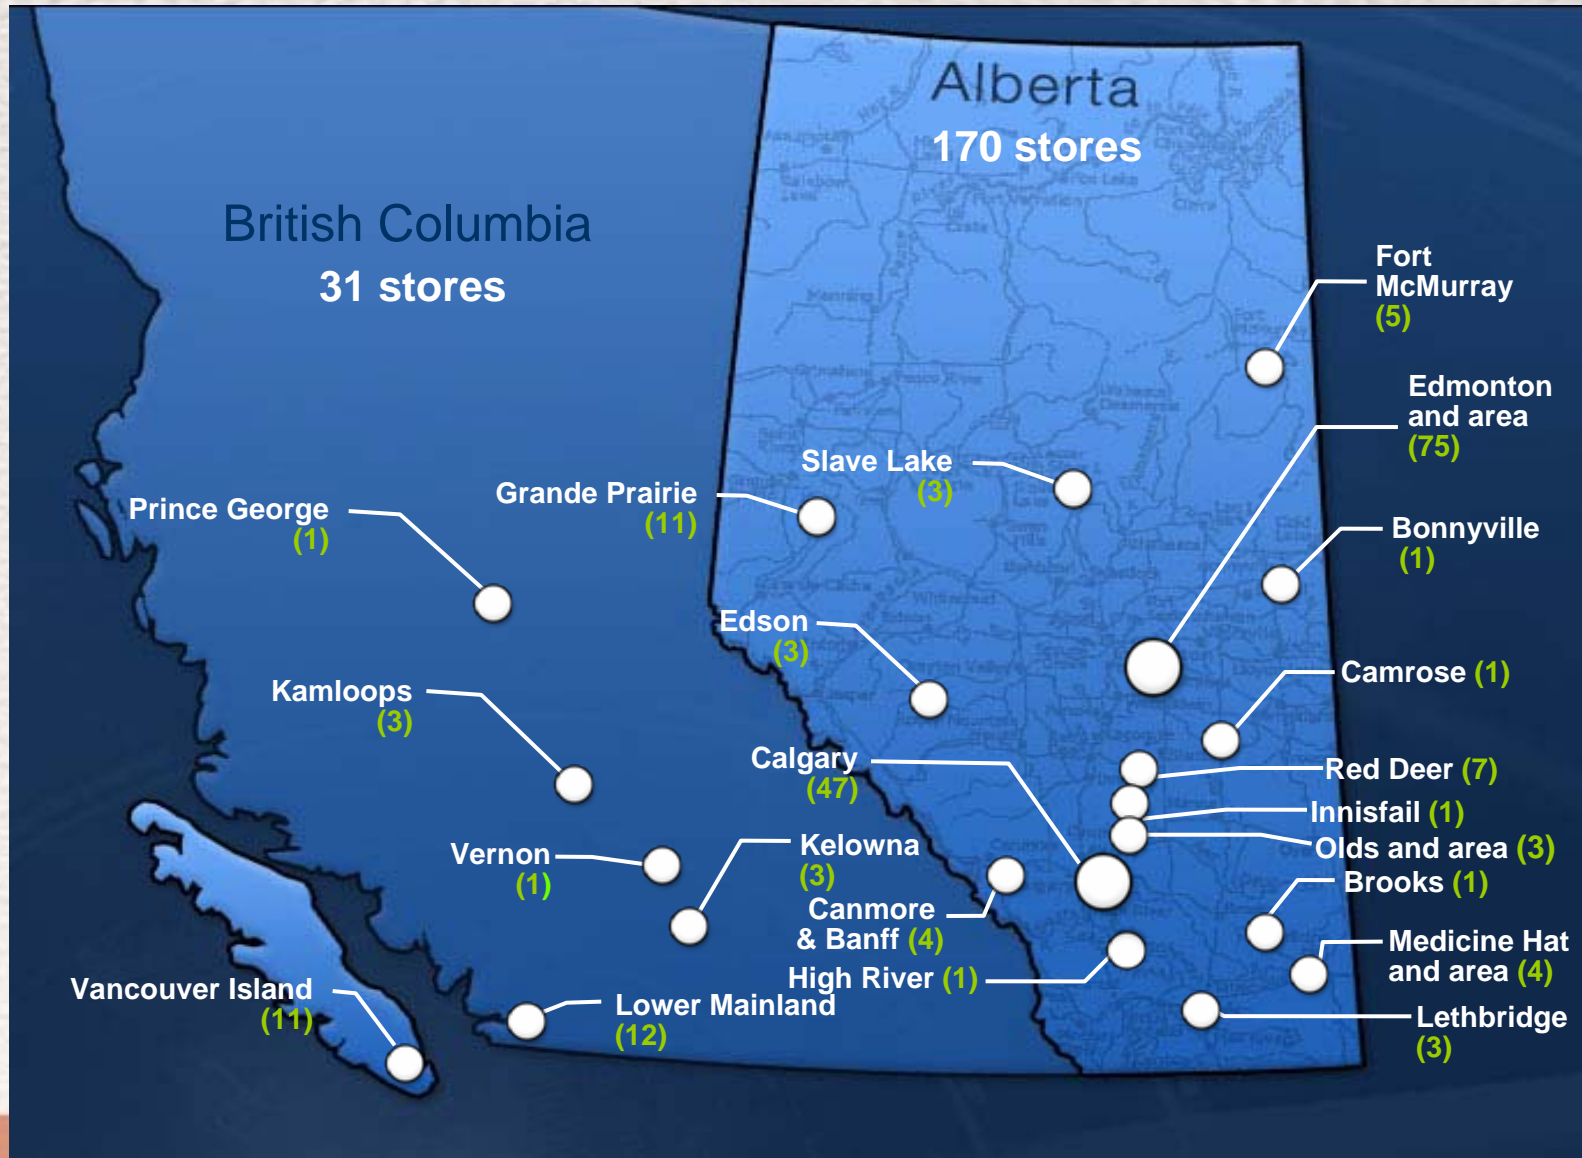 Alberta
170 stores
British Columbia
31 stores
Fort
McMurray
(5)
Edmonton
and area
(75)
Slave Lake
(3)
Grande Prairie
(11)
Prince George
(1)
Bonnyville
(1)
Edson
(3)
Camrose (1)
Kamloops
(3)
Calgary
(47)
Red Deer (7)
Innisfail (1)
Olds and area (3)
Vernon
(1)
Kelowna
(3)
Brooks (1)
Canmore
& Banff (4)
Medicine Hat
and area (4)
High River (1)
Vancouver Island
(11)
Lower Mainland
(12)
Lethbridge
(3)